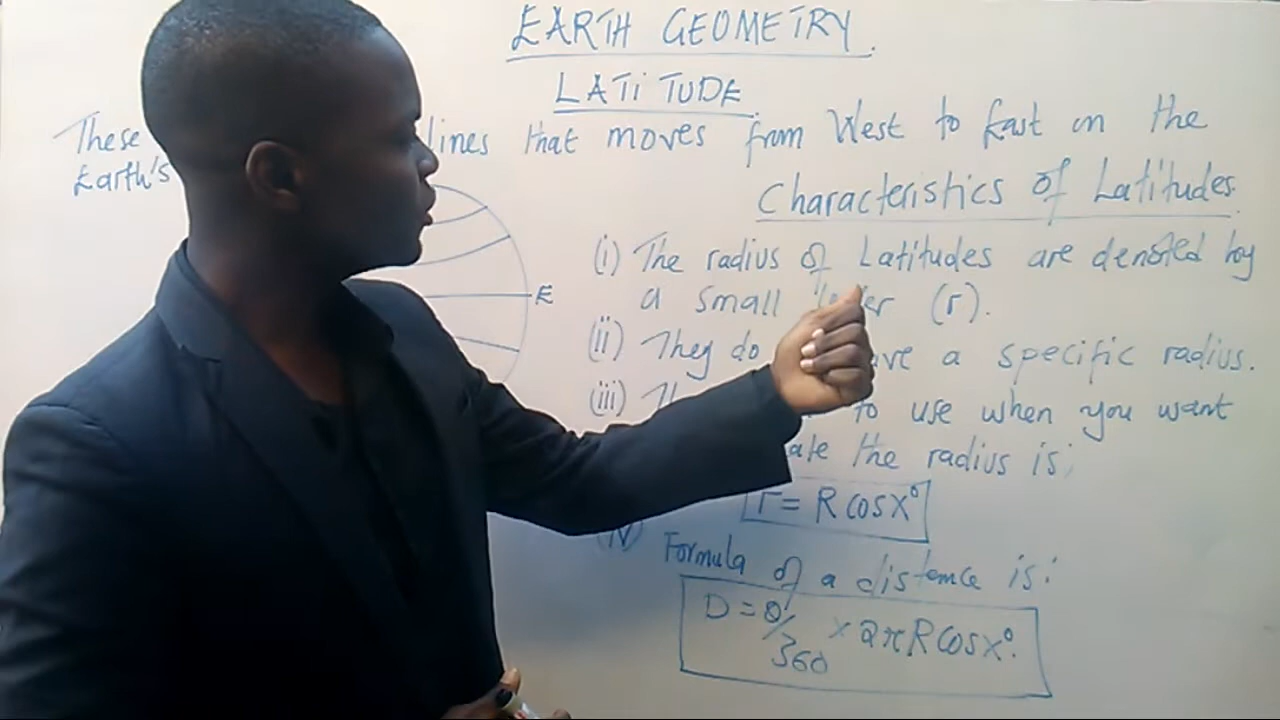 EARTH GEOMETRY.
LATITUDE
These lines that moves from West to East on the
Earth's
Characteristics of Latitudes.
E
(i) The radius of Latitudes are denoted by
a small (r).
(ii) They do a specific radius.
(iii) to use when you want
the radius is;
r = R cos x°
(iv) Formula of a distance is:
D = θ/360 × 2πR cos x°.